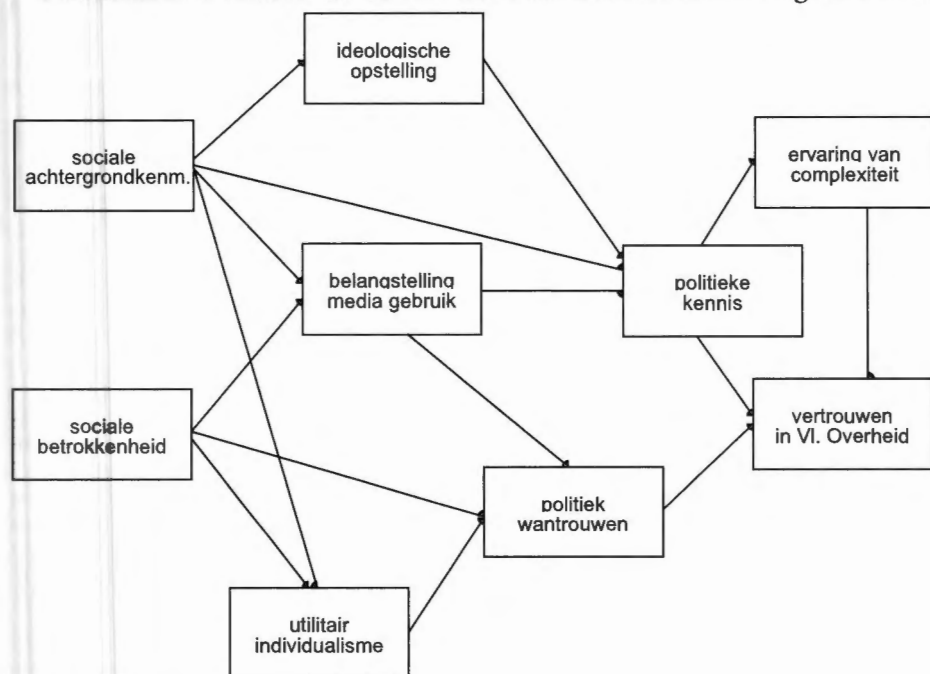 ideologische
opstelling
sociale
achtergrondkenm.
ervaring van
complexiteit
belangstelling
media gebruik
politieke
kennis
sociale
betrokkenheid
vertrouwen
in Vl. Overheid
politiek
wantrouwen
utilitair
individualisme